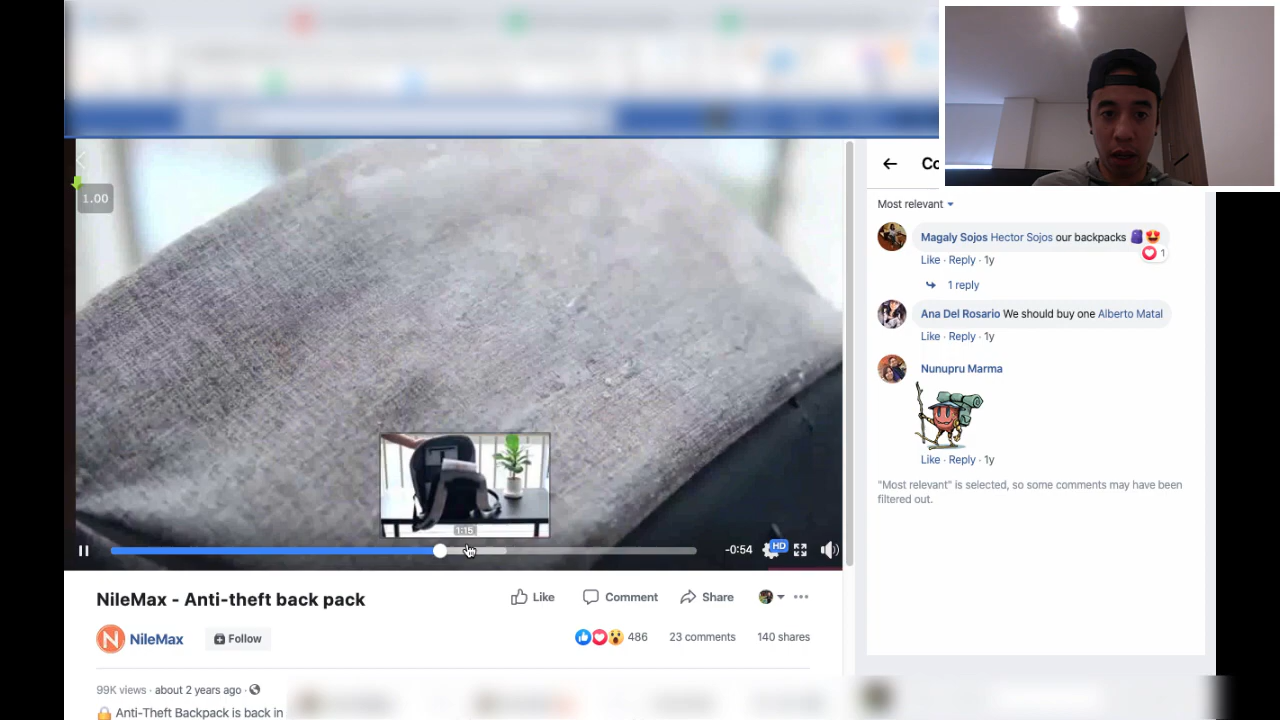 1.00
Co
Most relevant
Magaly Sojos Hector Sojos our backpacks
1
Like · Reply · 1y
1 reply
Ana Del Rosario We should buy one Alberto Matal
Like · Reply · 1y
Nunupru Marma
Like · Reply · 1y
"Most relevant" is selected, so some comments may have been
filtered out.
1:15
-0:54
HD
NileMax - Anti-theft back pack
Like
Comment
Share
N
NileMax
Follow
486
23 comments
140 shares
99K views · about 2 years ago ·
Anti-Theft Backpack is back in